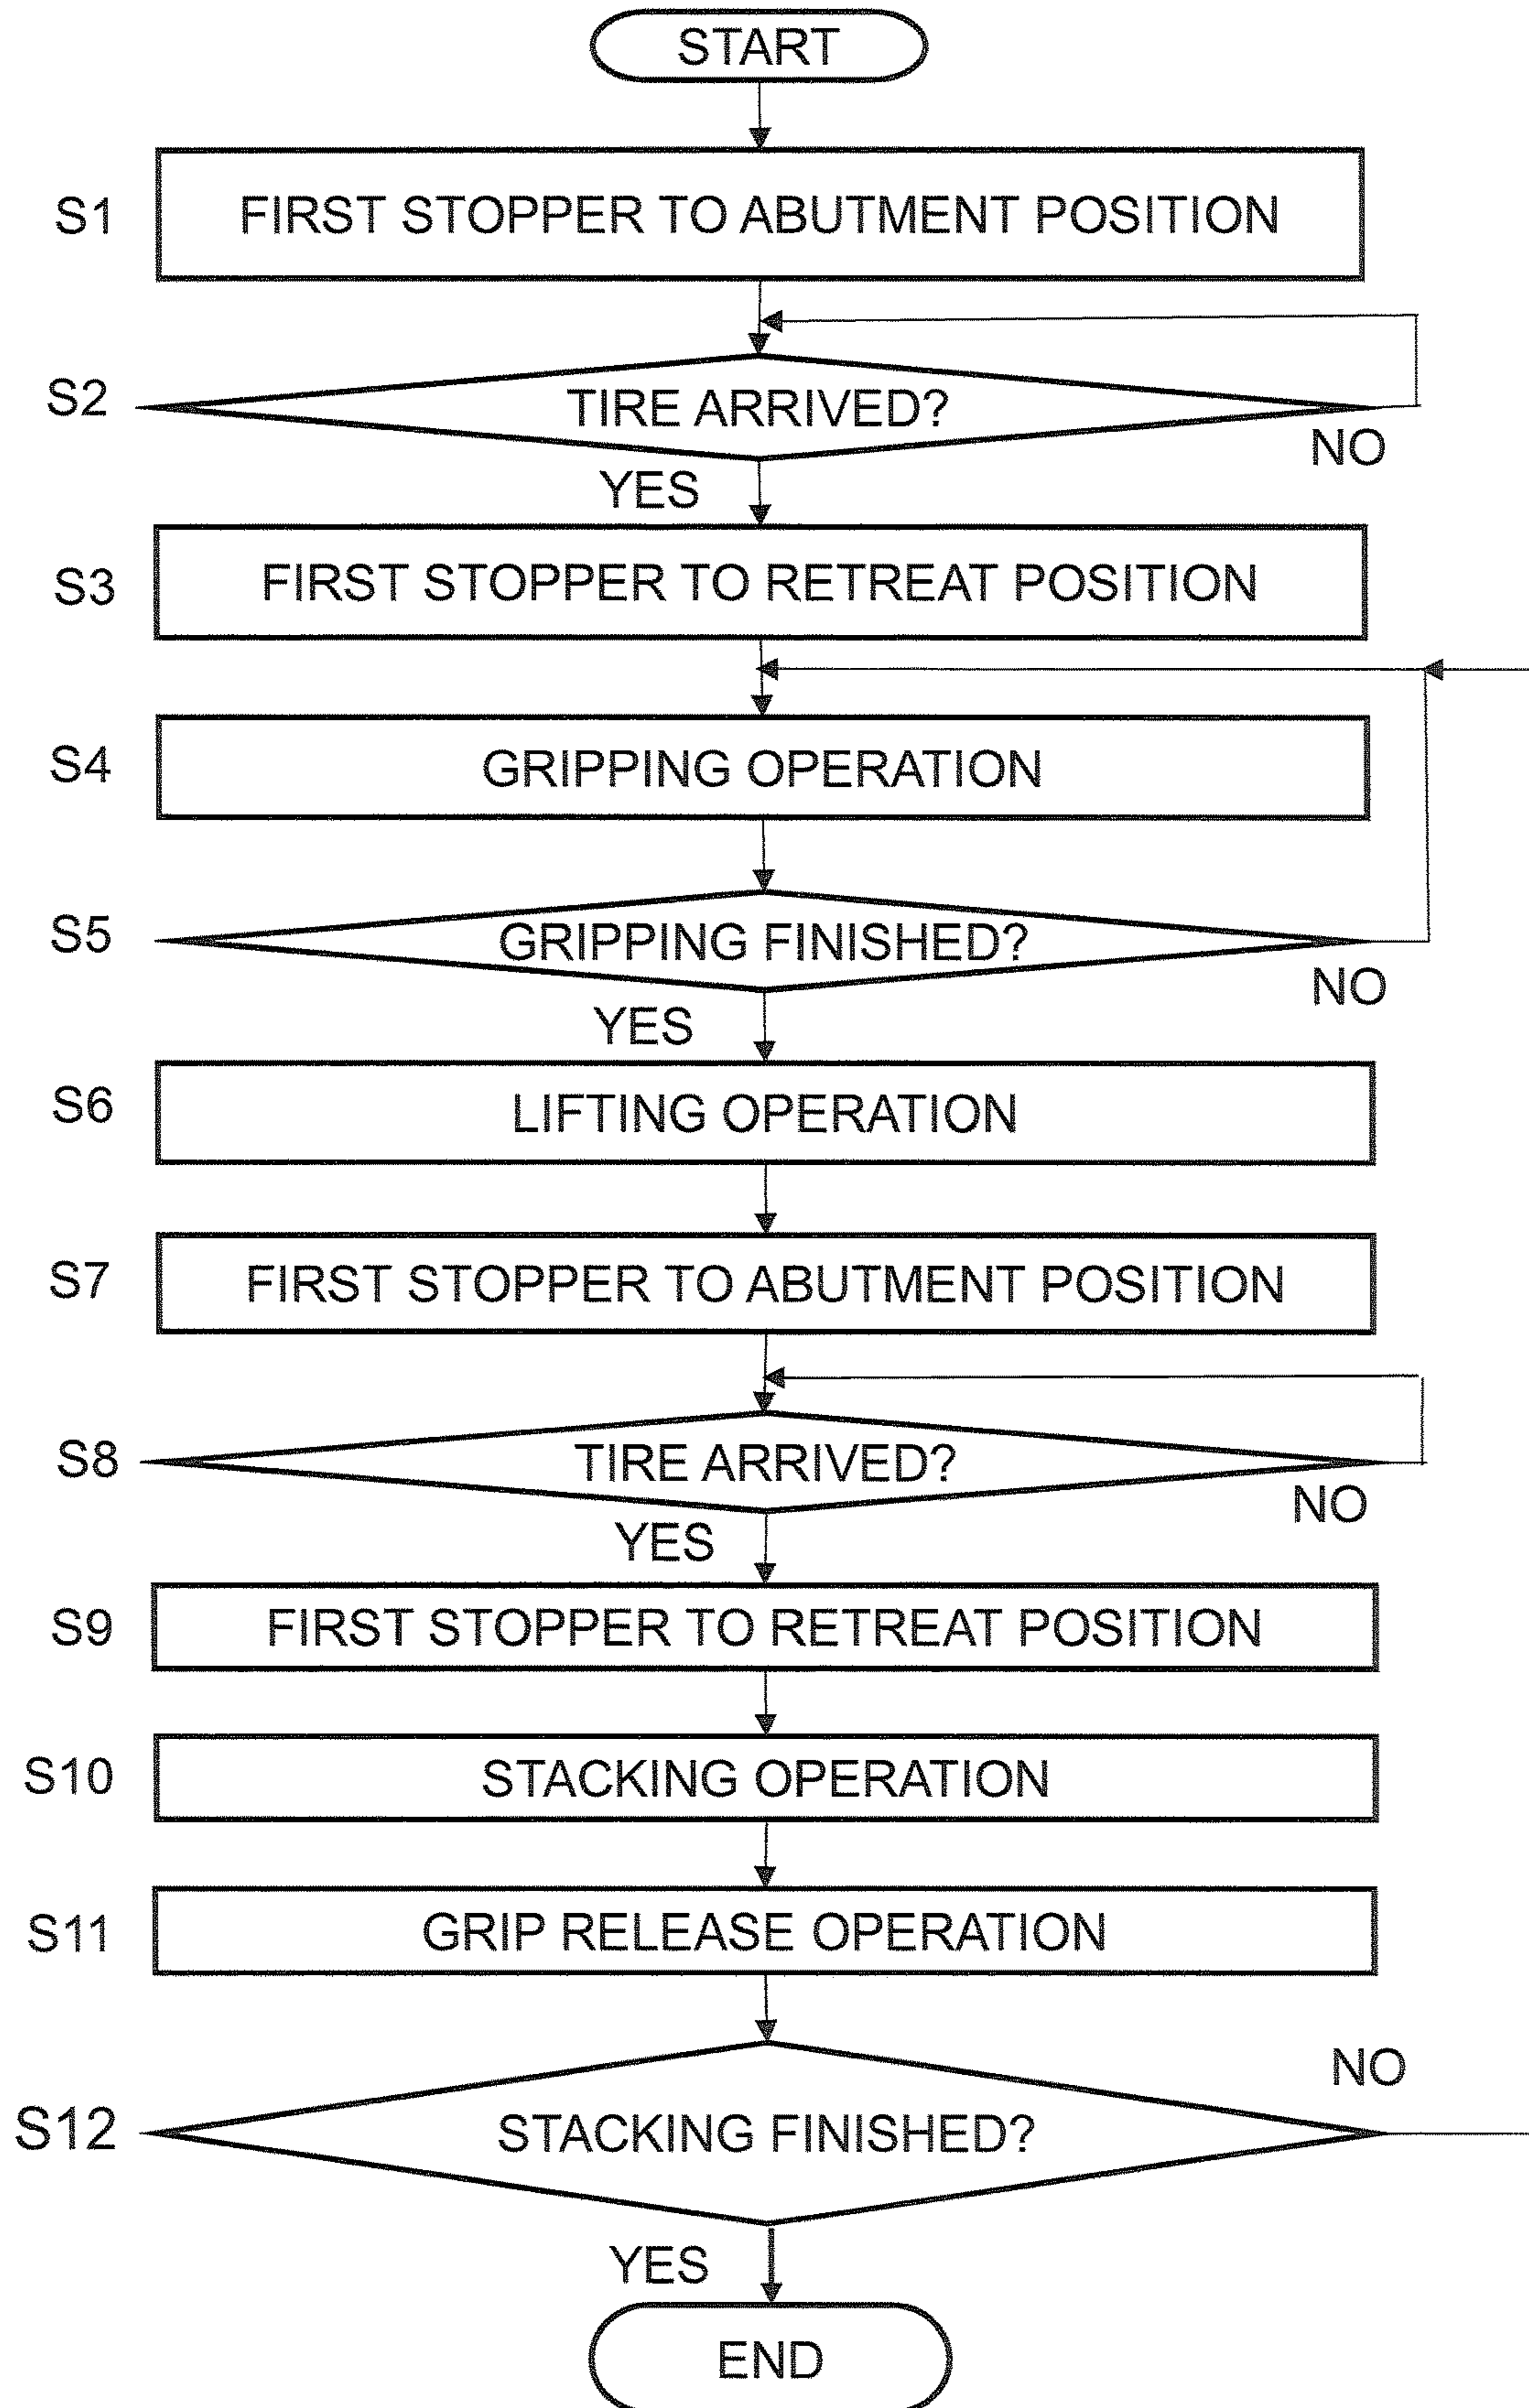 START
S1
FIRST STOPPER TO ABUTMENT POSITION
S2
TIRE ARRIVED?
NO
YES
S3
FIRST STOPPER TO RETREAT POSITION
S4
GRIPPING OPERATION
S5
GRIPPING FINISHED?
NO
YES
S6
LIFTING OPERATION
S7
FIRST STOPPER TO ABUTMENT POSITION
S8
TIRE ARRIVED?
NO
YES
S9
FIRST STOPPER TO RETREAT POSITION
S10
STACKING OPERATION
S11
GRIP RELEASE OPERATION
NO
S12
STACKING FINISHED?
YES
END